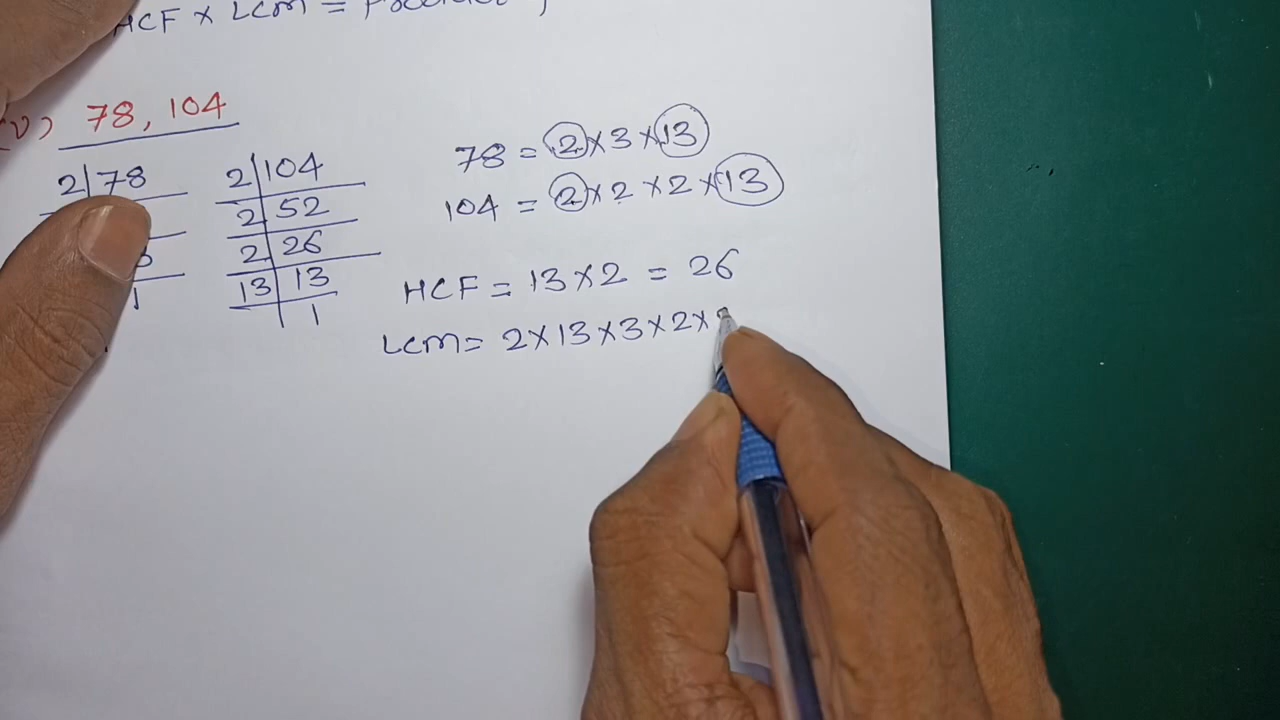 HCF × LCM =
(v) 78, 104
2 78
1
2 104
2 52
2 26
13 13
1
78 = 2 × 3 × 13
104 = 2 × 2 × 2 × 13
HCF = 13 × 2 = 26
LCM = 2 × 13 × 3 × 2 ×